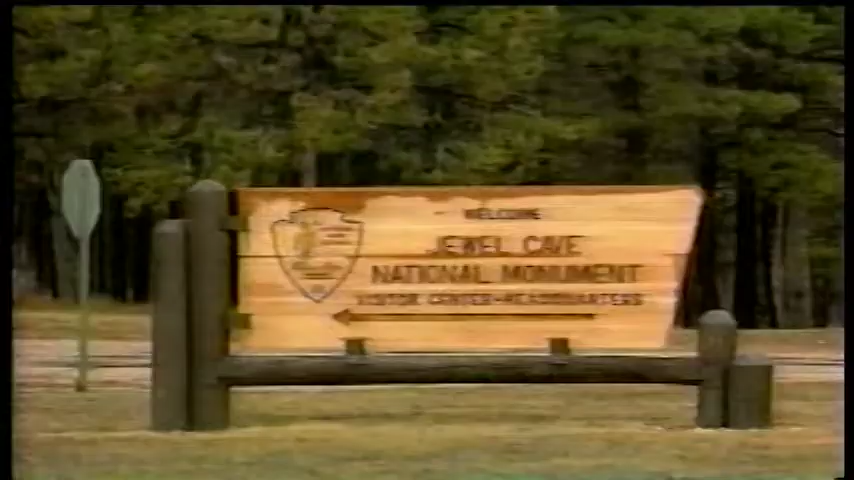 WELCOME
JEWEL CAVE
NATIONAL MONUMENT
VISITOR CENTER-HEADQUARTERS